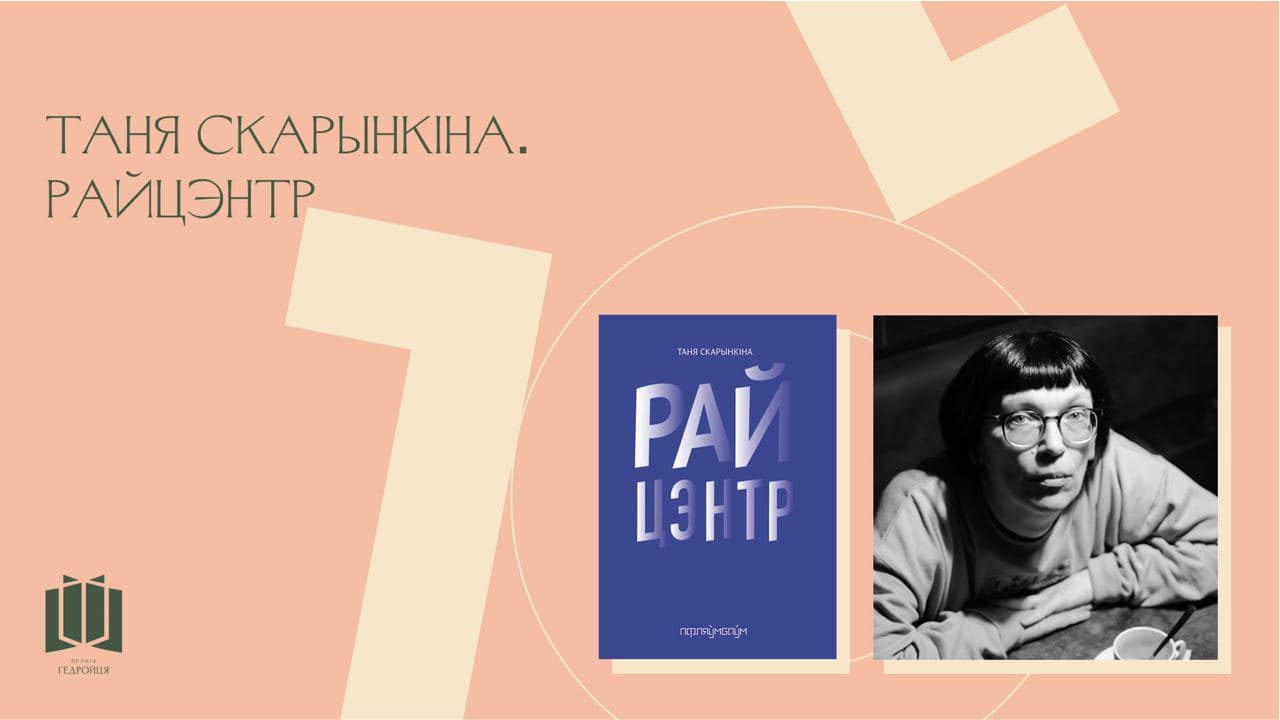 ТАНЯ СКАРЫНКІНА.
РАЙЦЭНТР
ТАНЯ СКАРЫНКІНА
РАЙ
ЦЭНТР
ПФЛЯЎМБАЎМ
ПРЭМІЯ
ГЕДРОЙЦЯ